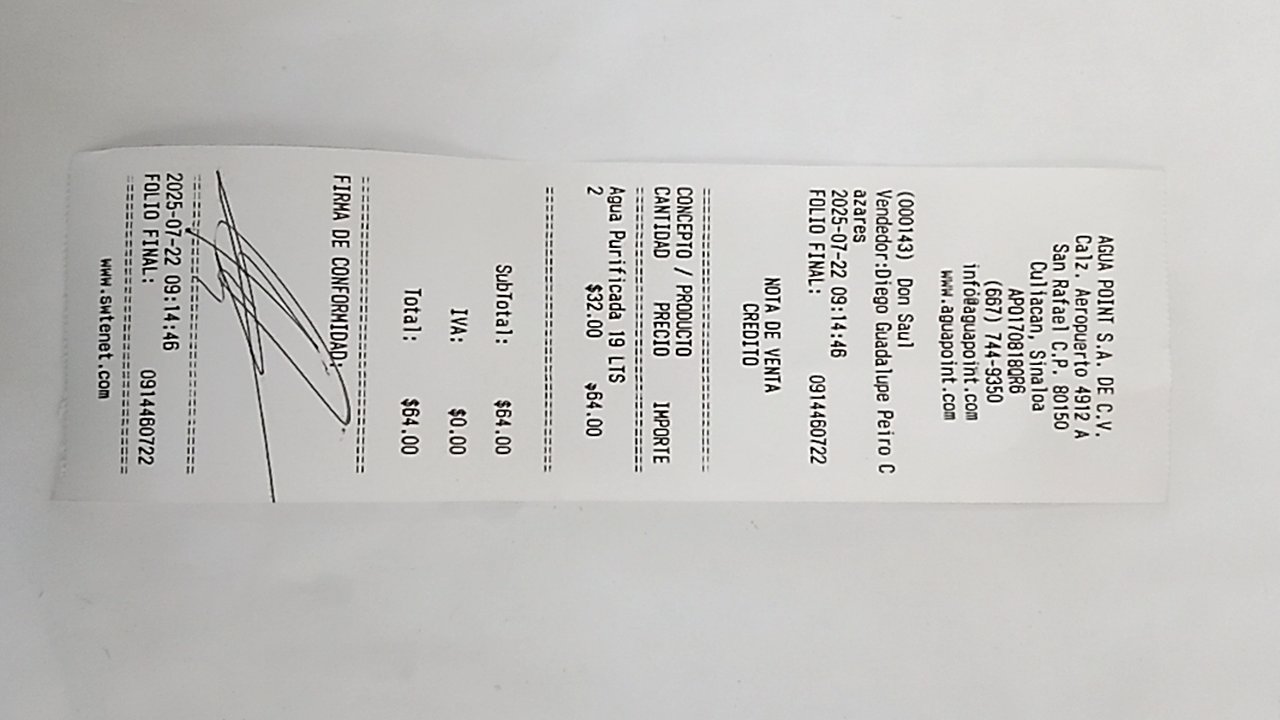 AGUA POINT S.A. DE C.V.
Calz. Aeropuerto 4912 A
San Rafael C.P. 80150
Culiacan, Sinaloa
APO170818QR6
(667) 744-9350
info@aguapoint.com
www.aguapoint.com
(000143) Don Saul
Vendedor:Diego Guadalupe Peiro C
azares
2025-07-22 09:14:46
FOLIO FINAL: 0914460722
NOTA DE VENTA
CREDITO
================================
CONCEPTO / PRODUCTO
CANTIDAD PRECIO IMPORTE
================================
Agua Purificada 19 LTS
2 $32.00 $64.00
================================
SubTotal: $64.00
IVA: $0.00
Total: $64.00
================================
FIRMA DE CONFORMIDAD:
================================
2025-07-22 09:14:46
FOLIO FINAL: 0914460722
================================
www.swtenet.com